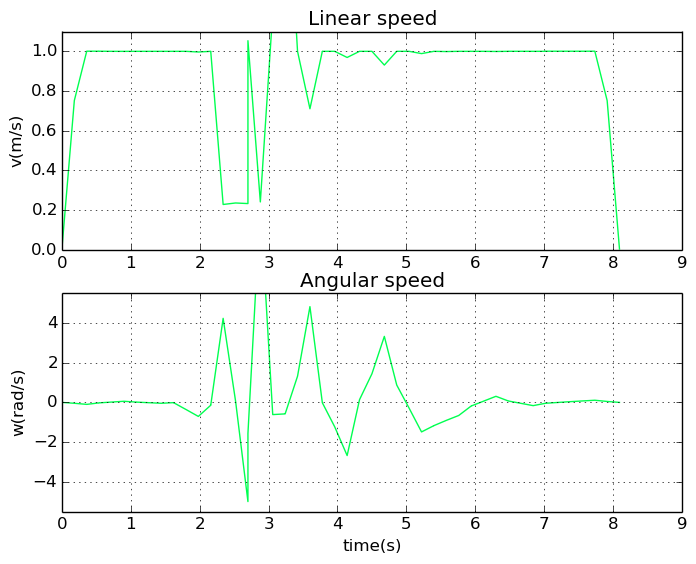 Linear speed
1.0
0.8
0.6
0.4
0.2
0.0
v(m/s)
0 1 2 3 4 5 6 7 8 9
Angular speed
4
2
0
−2
−4
w(rad/s)
0 1 2 3 4 5 6 7 8 9
time(s)